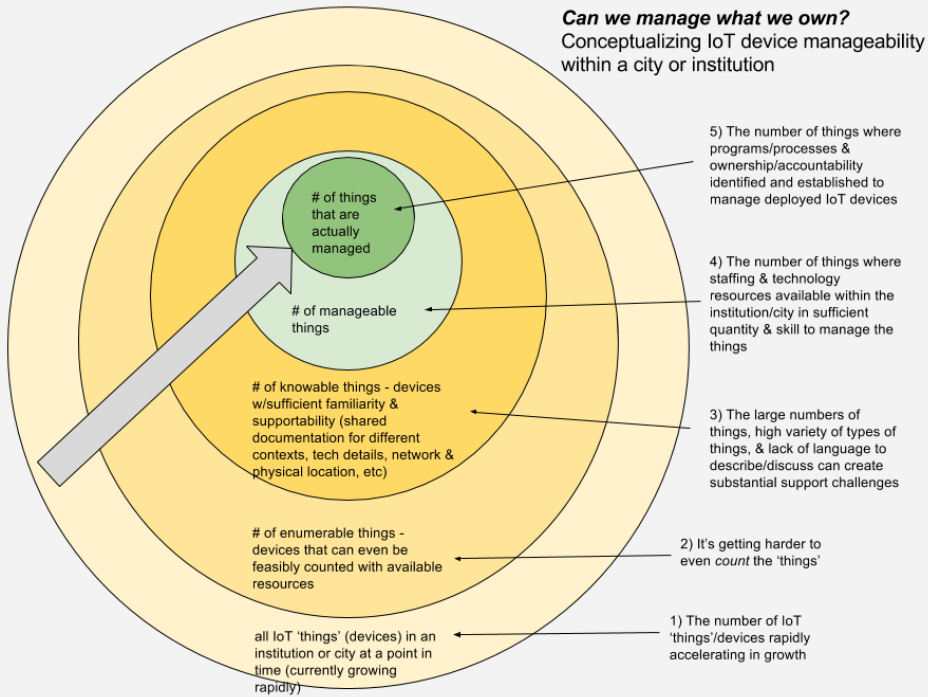 Can we manage what we own?
Conceptualizing IoT device manageability
within a city or institution
5) The number of things where
programs/processes &
ownership/accountability
identified and established to
manage deployed IoT devices
# of things
that are
actually
managed
4) The number of things where
staffing & technology
resources available within the
institution/city in sufficient
quantity & skill to manage the
things
# of manageable
things
# of knowable things - devices
w/sufficient familiarity &
supportability (shared
documentation for different
contexts, tech details, network &
physical location, etc)
3) The large numbers of
things, high variety of types of
things, & lack of language to
describe/discuss can create
substantial support challenges
# of enumerable things -
devices that can even be
feasibly counted with available
resources
2) It's getting harder to
even count the 'things'
all IoT 'things' (devices) in an
institution or city at a point in
time (currently growing
rapidly)
1) The number of IoT
'things'/devices rapidly
accelerating in growth